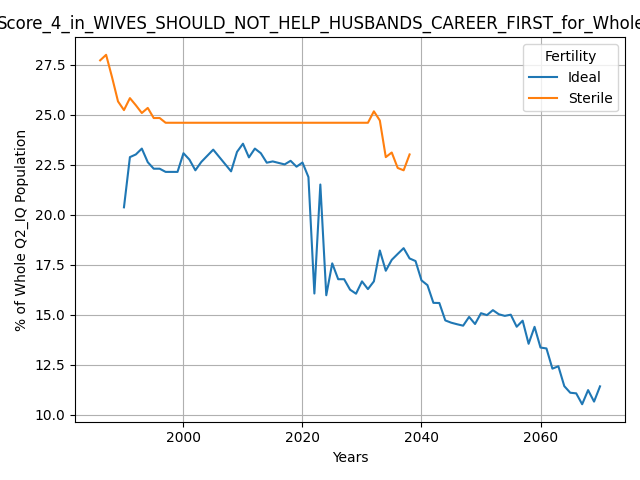 Score_4_in_WIVES_SHOULD_NOT_HELP_HUSBANDS_CAREER_FIRST_for_Whole
Fertility
Ideal
Sterile
27.5
25.0
22.5
20.0
17.5
15.0
12.5
10.0
% of Whole Q2_IQ Population
2000
2020
2040
2060
Years